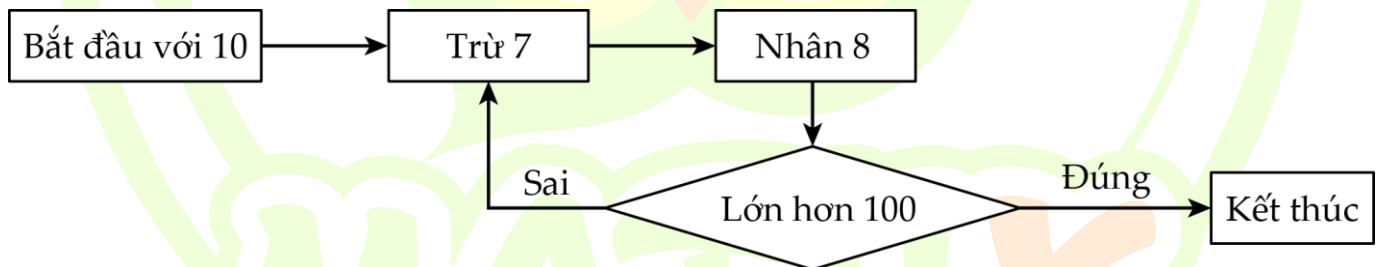 Bắt đầu với 10
Trừ 7
Nhân 8
Sai
Lớn hơn 100
Đúng
Kết thúc